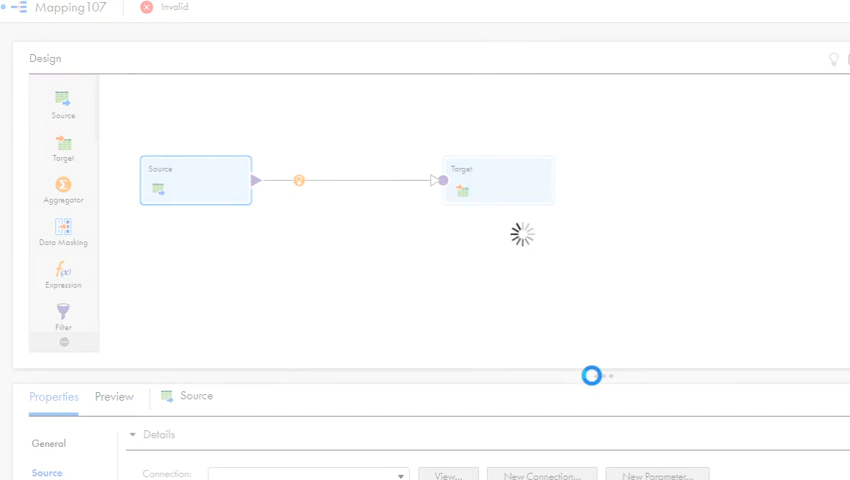 Mapping107 Invalid
Design
Source
Target
Aggregator
Data Masking
Expression
Filter
Source
Target
Properties Preview Source
General
Source
Details
Connection: View... New Connection... New Parameter...